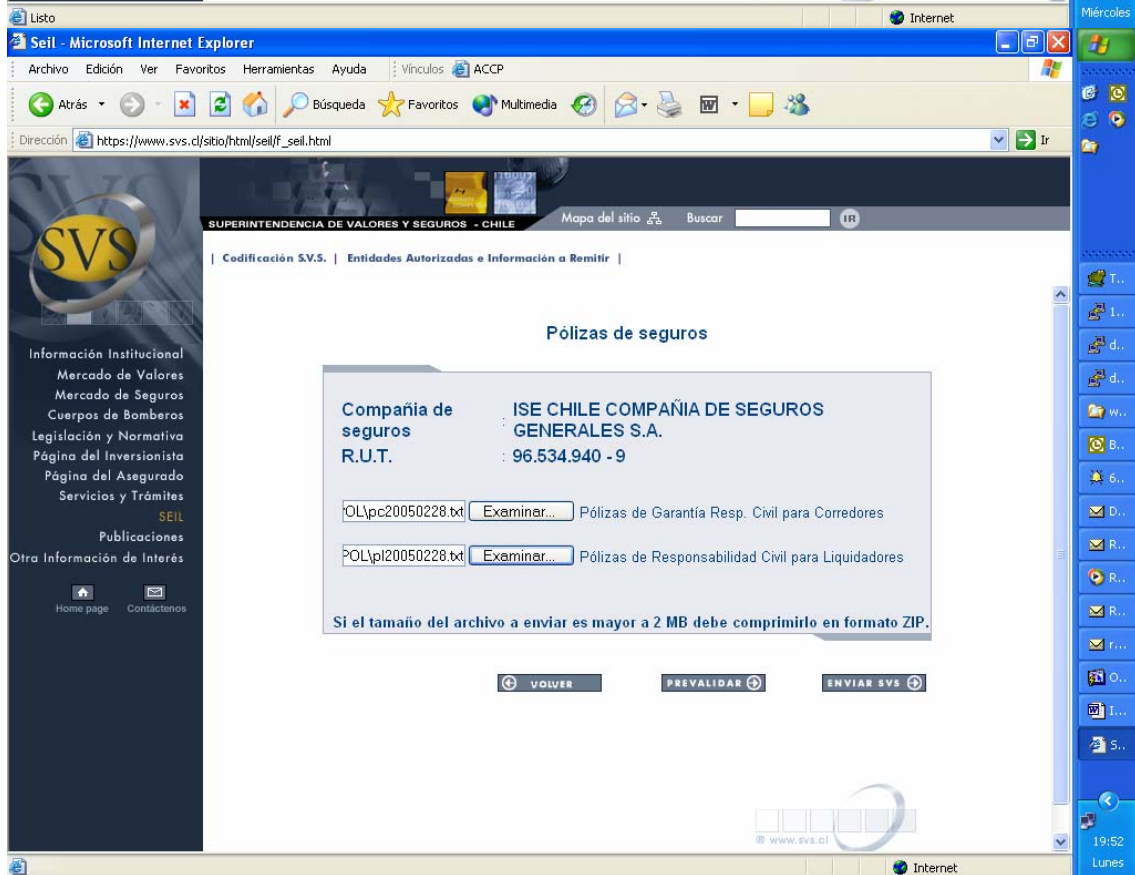 Listo
Internet
Miércoles
Seil - Microsoft Internet Explorer
Archivo Edición Ver Favoritos Herramientas Ayuda Vínculos ACCP
Atrás Búsqueda Favoritos Multimedia
Dirección https://www.svs.cl/sitio/html/seil/f_seil.html Ir
SVS
SUPERINTENDENCIA DE VALORES Y SEGUROS - CHILE
Mapa del sitio Buscar IR
| Codificación S.V.S. | Entidades Autorizadas e Información a Remitir |
Información Institucional
Mercado de Valores
Mercado de Seguros
Cuerpos de Bomberos
Legislación y Normativa
Página del Inversionista
Página del Asegurado
Servicios y Trámites
SEIL
Publicaciones
Otra Información de Interés
Home page Contáctenos
Pólizas de seguros
Compañia de seguros : ISE CHILE COMPAÑIA DE SEGUROS
GENERALES S.A.
R.U.T. : 96.534.940 - 9
POL\pc20050228.txt Examinar... Pólizas de Garantía Resp. Civil para Corredores
POL\pl20050228.txt Examinar... Pólizas de Responsabilidad Civil para Liquidadores
Si el tamaño del archivo a enviar es mayor a 2 MB debe comprimirlo en formato ZIP.
VOLVER PREVALIDAR ENVIAR SVS
® www.svs.cl
Internet
T..
1..
d..
d..
w..
B..
6..
D..
R..
R..
R..
r...
O..
I...
S..
19:52
Lunes